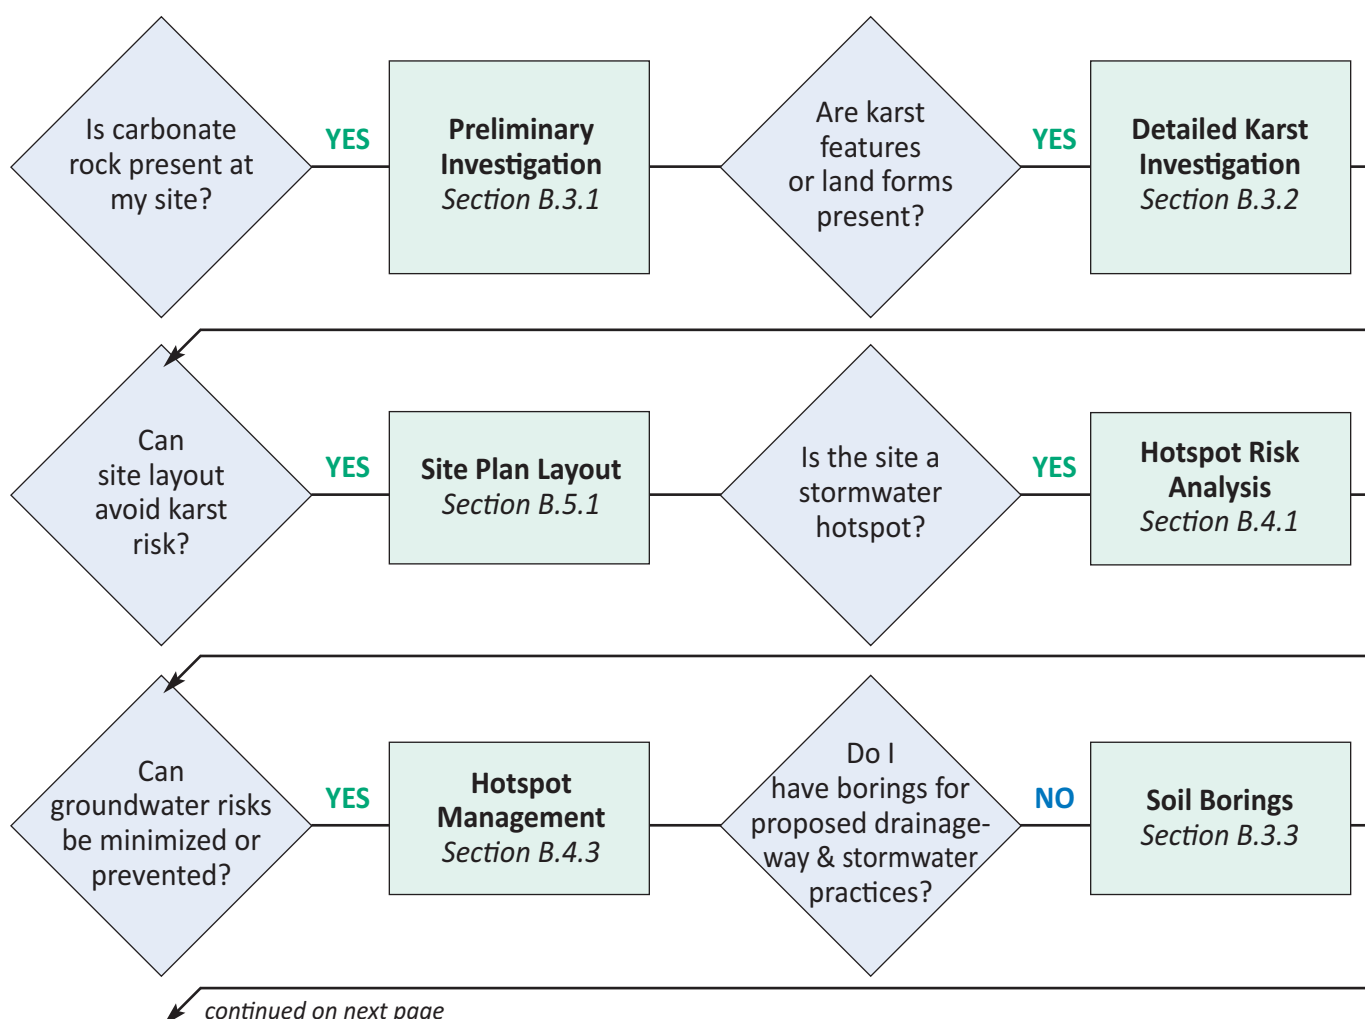 Is carbonate
rock present at
my site?
YES
Preliminary
Investigation
Section B.3.1
Are karst
features
or land forms
present?
YES
Detailed Karst
Investigation
Section B.3.2
Can
site layout
avoid karst
risk?
YES
Site Plan Layout
Section B.5.1
Is the site a
stormwater
hotspot?
YES
Hotspot Risk
Analysis
Section B.4.1
Can
groundwater risks
be minimized or
prevented?
YES
Hotspot
Management
Section B.4.3
Do I
have borings for
proposed drainage-
way & stormwater
practices?
NO
Soil Borings
Section B.3.3
continued on next page